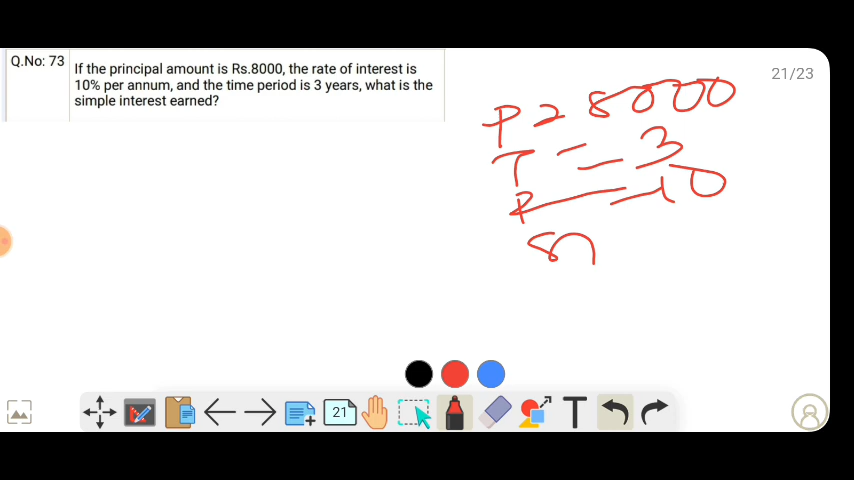 Q.No: 73
If the principal amount is Rs.8000, the rate of interest is
10% per annum, and the time period is 3 years, what is the
simple interest earned?
21/23
P = 8000
T = 3
R = 10
21
T